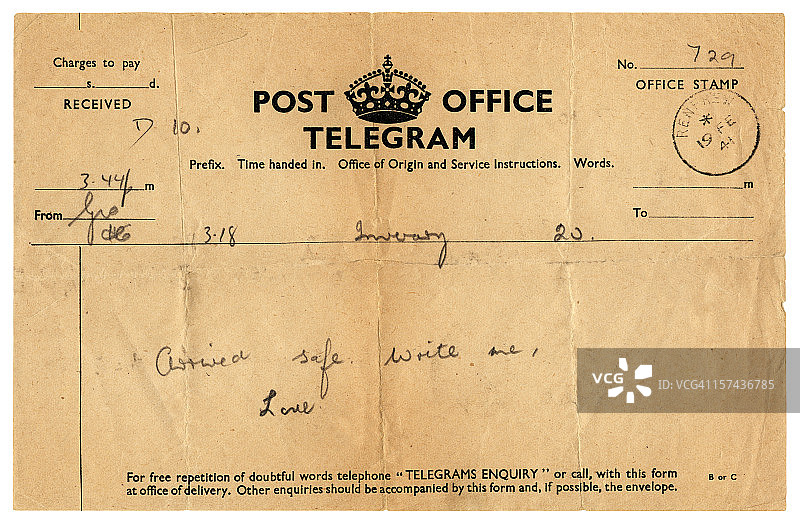 Charges to pay
s. d.
RECEIVED
POST OFFICE
TELEGRAM
No. 729
OFFICE STAMP
RENFREW
19 FE
41
D 10.
Prefix. Time handed in. Office of Origin and Service Instructions. Words.
3.44 m
m
From
To
3.18 Inveraray 20.
Arrived safe. Write me,
Love.
VCG
ID: VCG41157436785
For free repetition of doubtful words telephone "TELEGRAMS ENQUIRY" or call, with this form
at office of delivery. Other enquiries should be accompanied by this form and, if possible, the envelope.
B or C